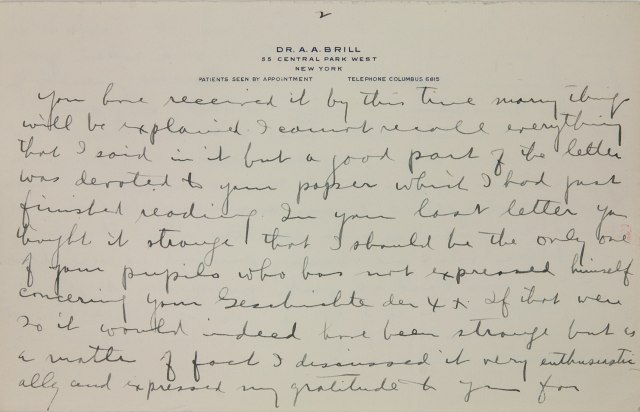 2
DR. A. A. BRILL
55 CENTRAL PARK WEST
NEW YORK
PATIENTS SEEN BY APPOINTMENT TELEPHONE COLUMBUS 6815
you have received it by this time many things
will be explained. I cannot recall everything
that I said in it but a good part of the letter
was devoted to your papser which I had just
finished reading. In your last letter you
thought it strange that I should be the only one
of your pupils who has not expressed himself
concering your Geschichte der ΨΑ. If that were
so it would indeed have been strange but as
a matter of fact I discussed it very enthusiastic-
ally and expressed my gratitude to you for